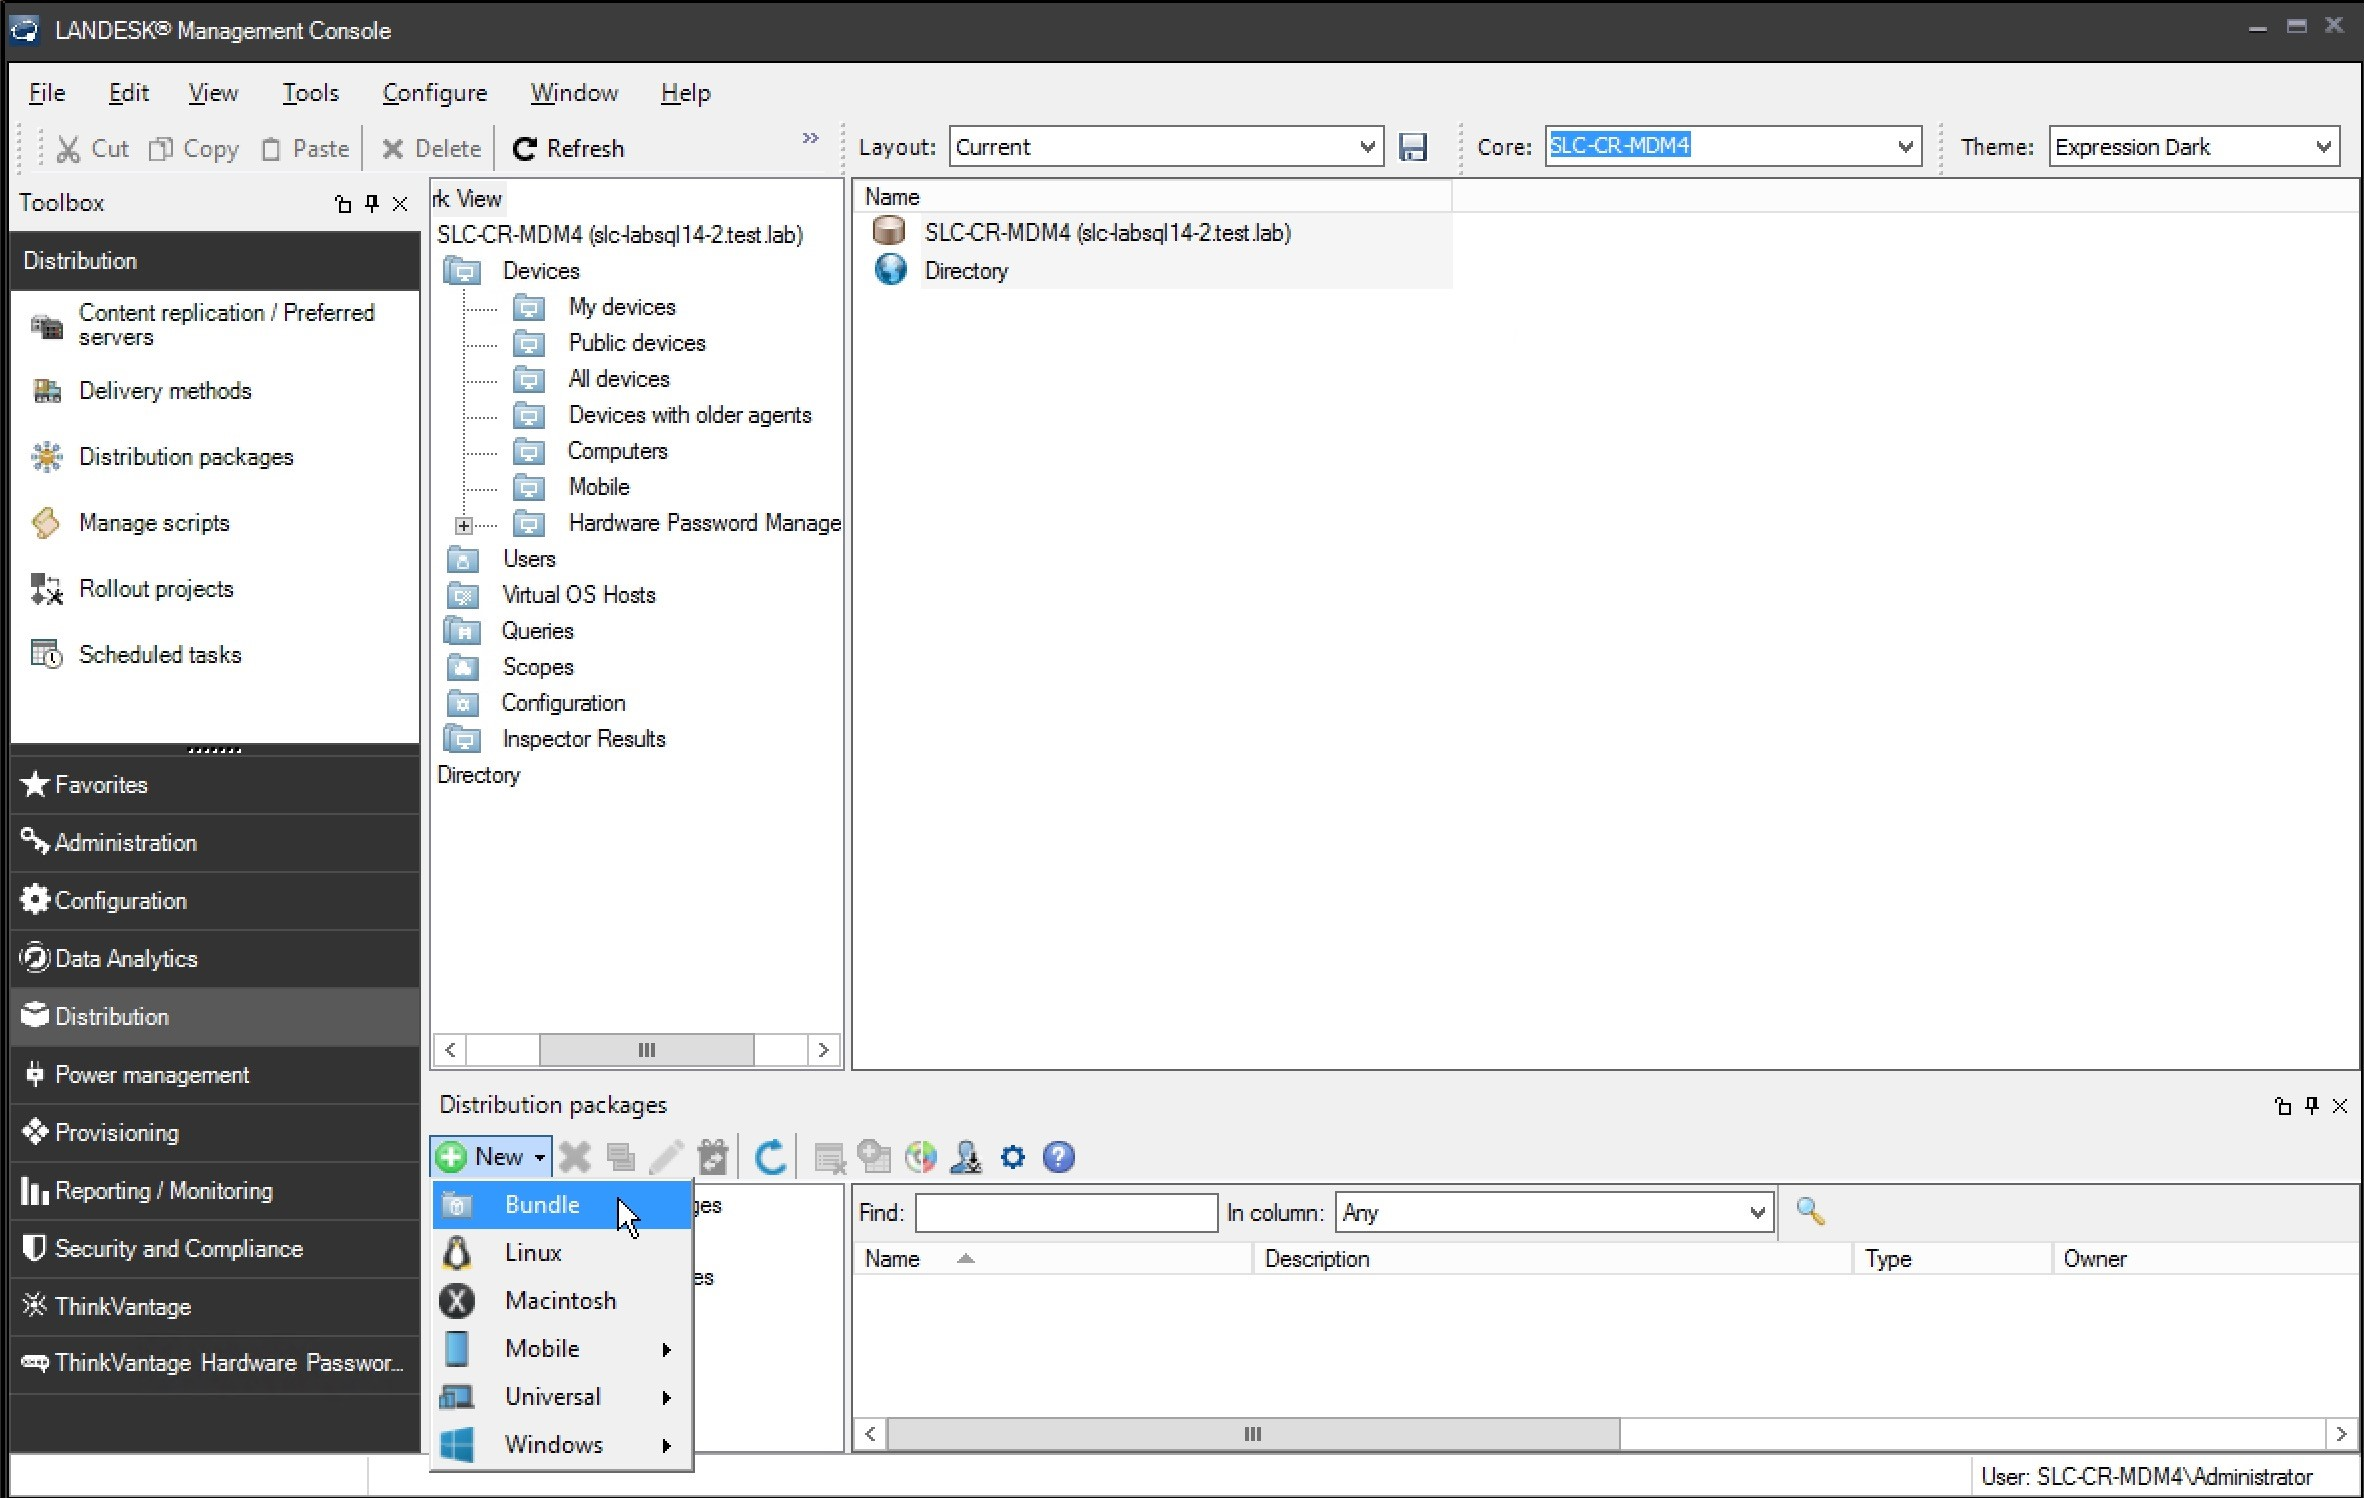 LANDESK® Management Console
File Edit View Tools Configure Window Help
Cut Copy Paste Delete Refresh » Layout: Current Core: SLC-CR-MDM4 Theme: Expression Dark
Toolbox
Distribution
Content replication / Preferred
servers
Delivery methods
Distribution packages
Manage scripts
Rollout projects
Scheduled tasks
Favorites
Administration
Configuration
Data Analytics
Distribution
Power management
Provisioning
Reporting / Monitoring
Security and Compliance
ThinkVantage
ThinkVantage Hardware Passwor...
rk View
SLC-CR-MDM4 (slc-labsql14-2.test.lab)
Devices
My devices
Public devices
All devices
Devices with older agents
Computers
Mobile
Hardware Password Manage
Users
Virtual OS Hosts
Queries
Scopes
Configuration
Inspector Results
Directory
Name
SLC-CR-MDM4 (slc-labsql14-2.test.lab)
Directory
Distribution packages
New
Bundle
Linux
Macintosh
Mobile
Universal
Windows
ges
es
Find: In column: Any
Name Description Type Owner
User: SLC-CR-MDM4\Administrator